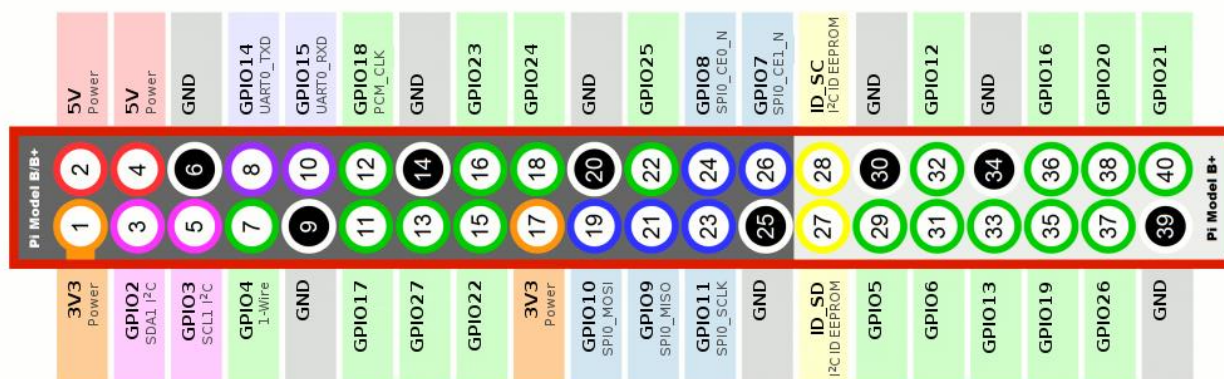 5V
Power
5V
Power
GND
GPIO14
UART0_TXD
GPIO15
UART0_RXD
GPIO18
PCM_CLK
GND
GPIO23
GPIO24
GND
GPIO25
GPIO8
SPI0_CE0_N
GPIO7
SPI0_CE1_N
ID_SC
I²C ID EEPROM
GND
GPIO12
GND
GPIO16
GPIO20
GPIO21
Pi Model B/B+
2 4 6 8 10 12 14 16 18 20 22 24 26 28 30 32 34 36 38 40
1 3 5 7 9 11 13 15 17 19 21 23 25 27 29 31 33 35 37 39
Pi Model B+
3V3
Power
GPIO2
SDA1 I²C
GPIO3
SCL1 I²C
GPIO4
1-Wire
GND
GPIO17
GPIO27
GPIO22
3V3
Power
GPIO10
SPI0_MOSI
GPIO9
SPI0_MISO
GPIO11
SPI0_SCLK
GND
ID_SD
I²C ID EEPROM
GPIO5
GPIO6
GPIO13
GPIO19
GPIO26
GND